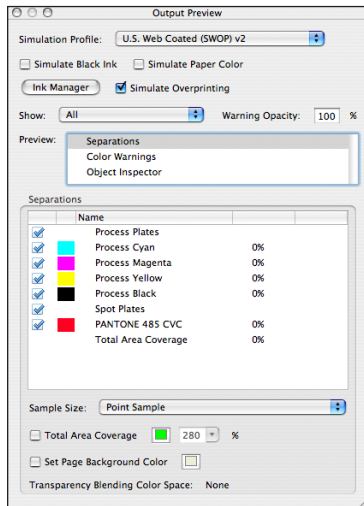 Output Preview
Simulation Profile: U.S. Web Coated (SWOP) v2
Simulate Black Ink Simulate Paper Color
Ink Manager Simulate Overprinting
Show: All Warning Opacity: 100 %
Preview: Separations
Color Warnings
Object Inspector
Separations
Name
Process Plates
Process Cyan 0%
Process Magenta 0%
Process Yellow 0%
Process Black 0%
Spot Plates
PANTONE 485 CVC 0%
Total Area Coverage 0%
Sample Size: Point Sample
Total Area Coverage 280 %
Set Page Background Color
Transparency Blending Color Space: None